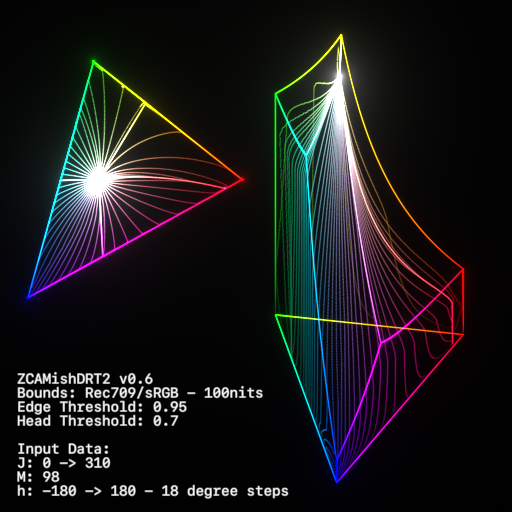 ZCAMishDRT2 v0.6
Bounds: Rec709/sRGB - 100nits
Edge Threshold: 0.95
Head Threshold: 0.7
Input Data:
J: 0 -> 310
M: 98
h: -180 -> 180 - 18 degree steps